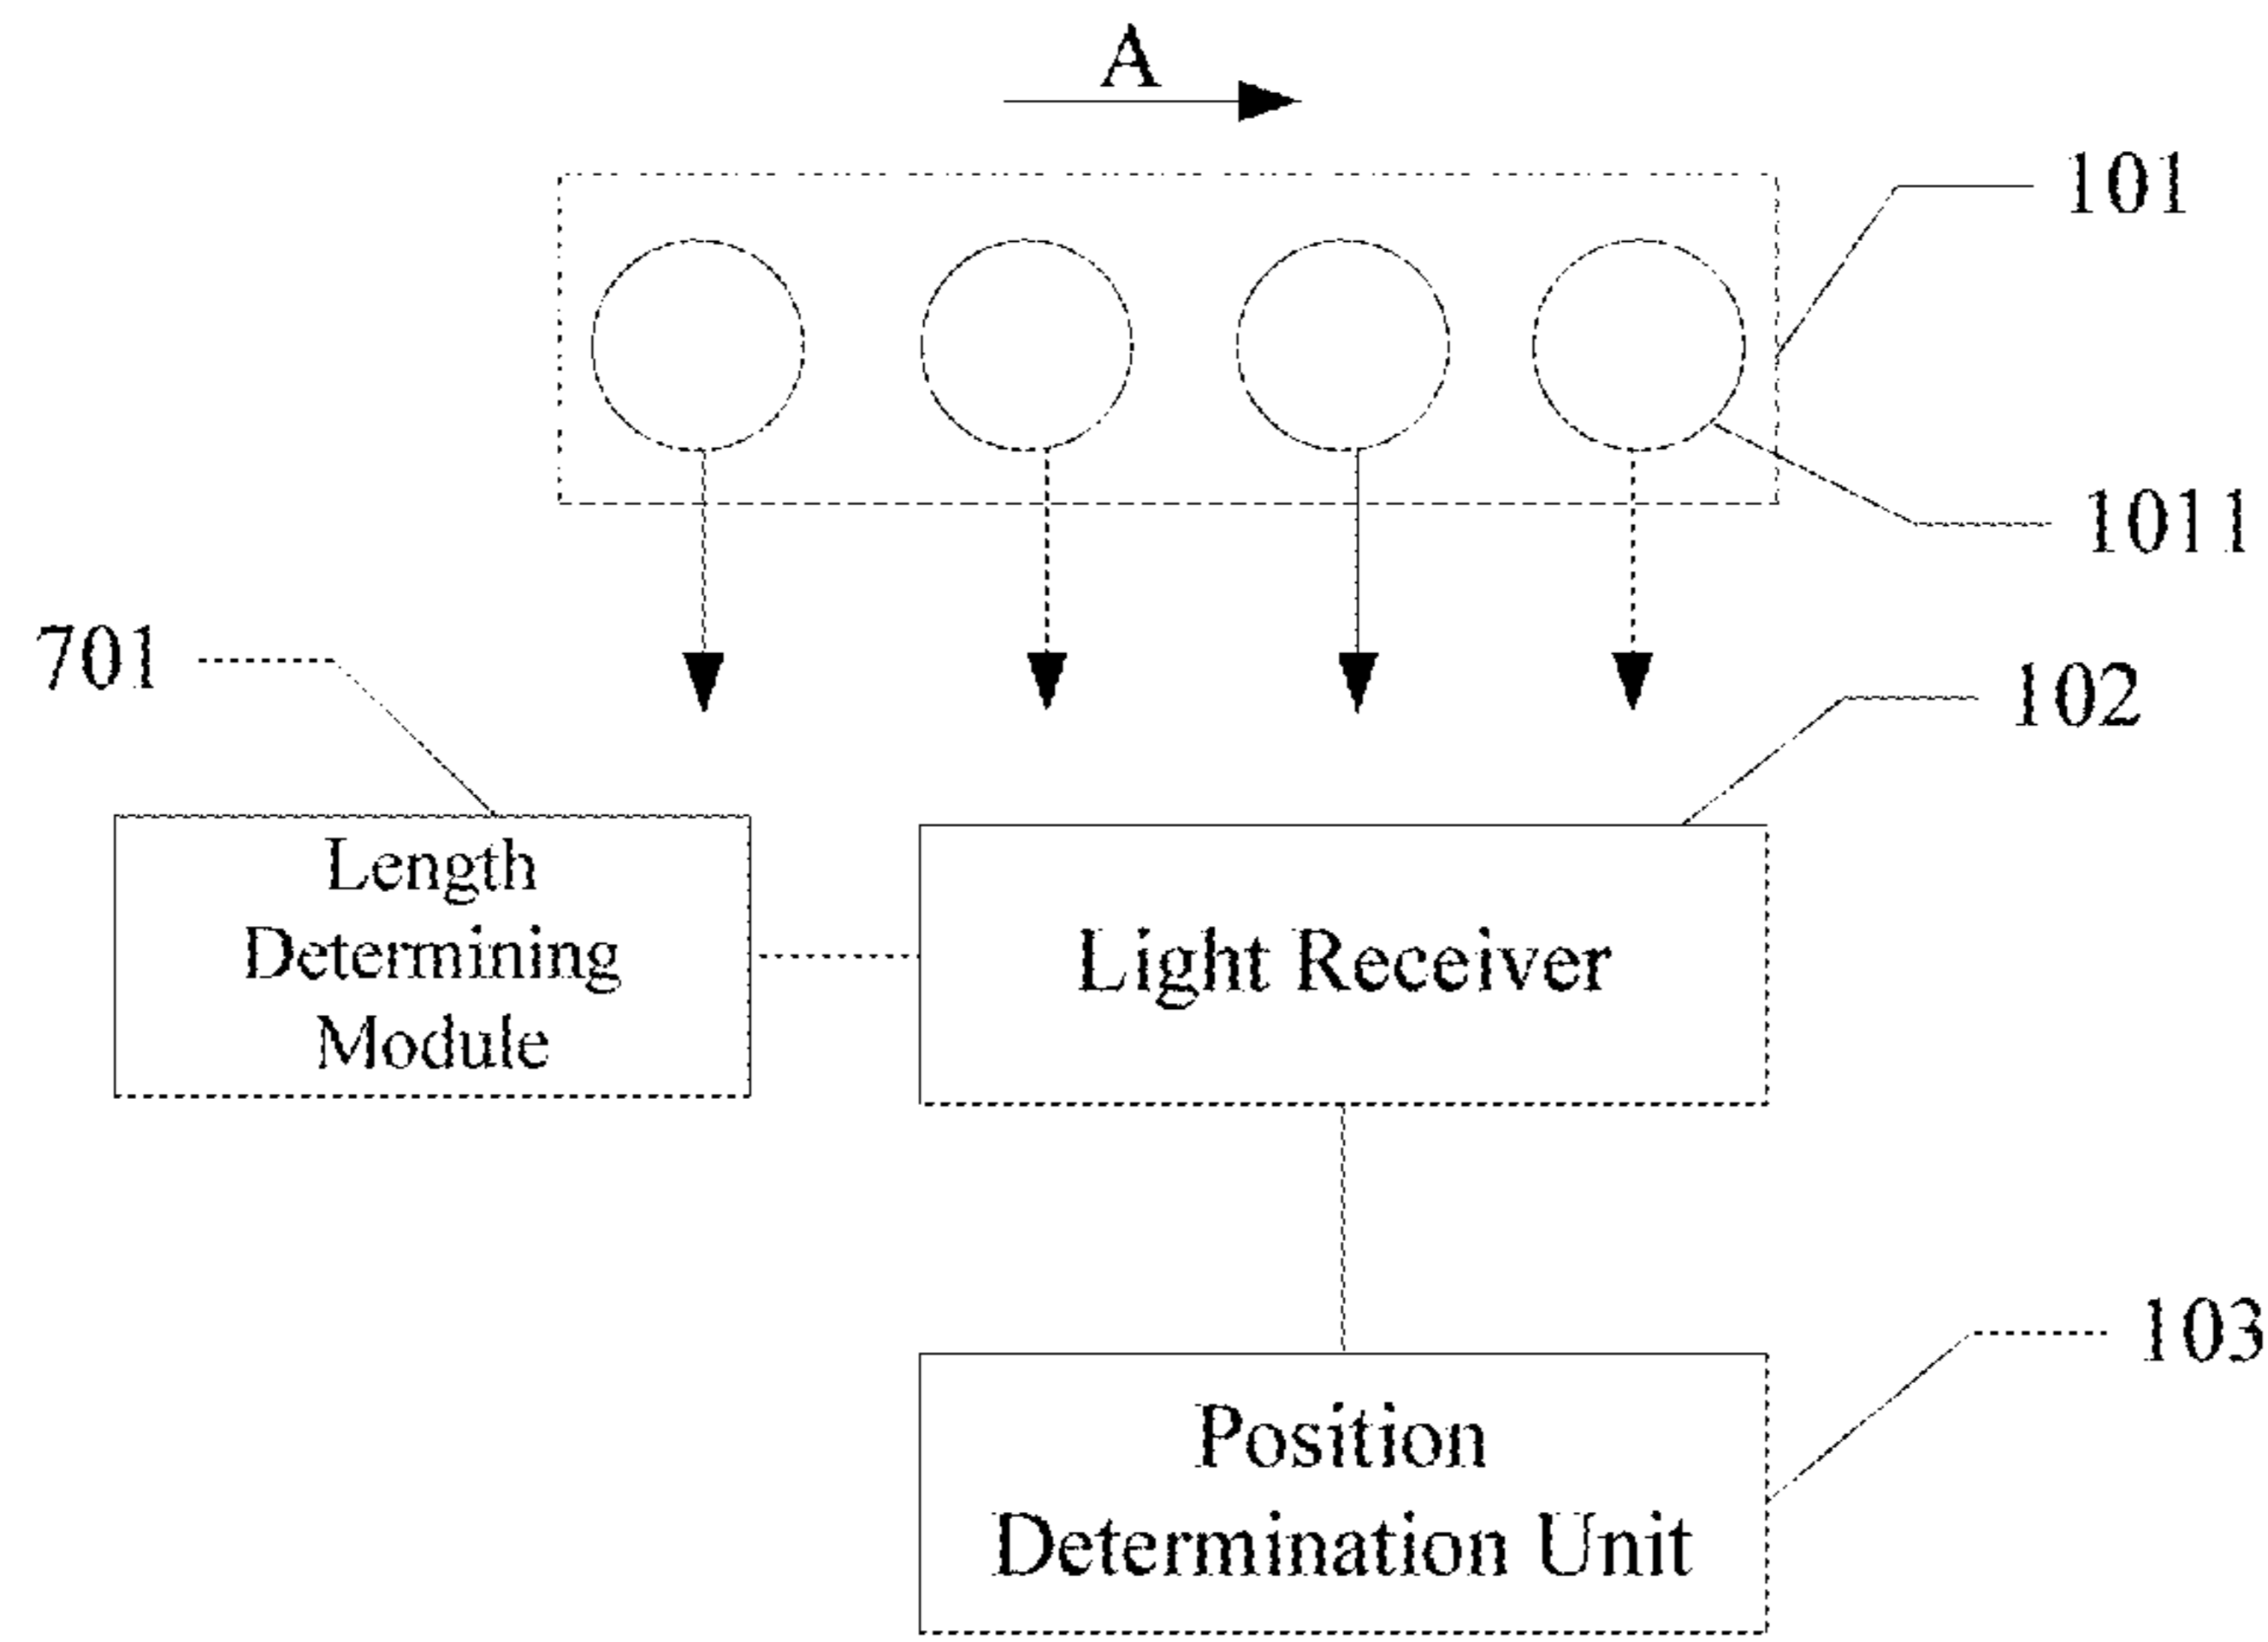 A
101
1011
701
102
Length
Determining
Module
Light Receiver
103
Position
Determination Unit